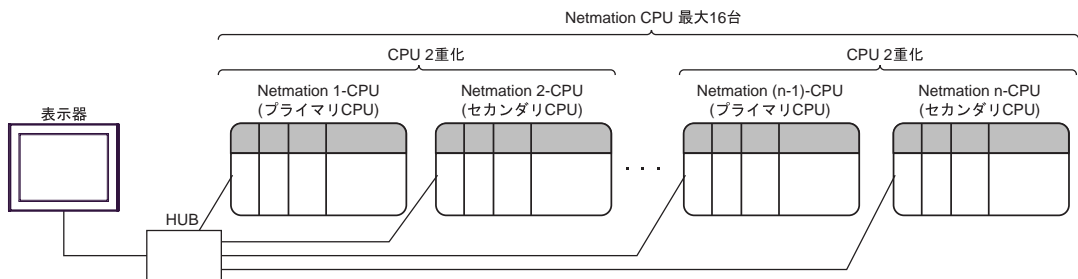 Netmation CPU 最大16台
CPU 2重化
CPU 2重化
Netmation 1-CPU
(プライマリCPU)
Netmation 2-CPU
(セカンダリCPU)
Netmation (n-1)-CPU
(プライマリCPU)
Netmation n-CPU
(セカンダリCPU)
表示器
・・・
HUB